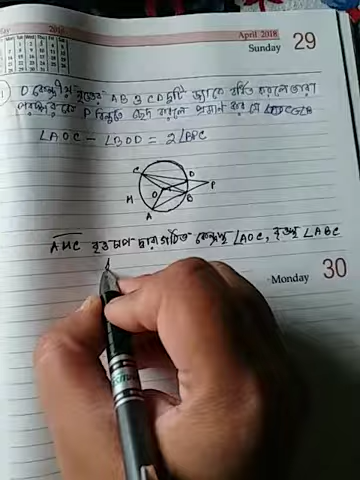 April 2018
Sunday 29
O কেন্দ্রীয় বৃত্তের AB ও CD দুটি জ্যাকে বর্ধিত করলে তারা
পরস্পরকে P বিন্দুতে ছেদ করলে প্রমাণ কর যে
∠AOC - ∠BOD = 2∠BPC
C
D
P
O
B
M
A
AMC বৃত্তচাপ দ্বারা গঠিত কেন্দ্রস্থ ∠AOC, বৃত্তস্থ ∠ABC
Monday 30